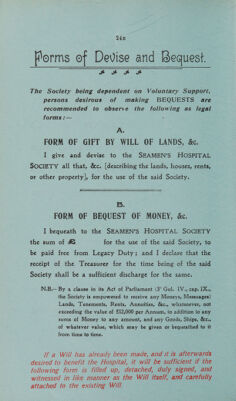 24x
Forms of Devise and Bequest.
The Society being dependent on Voluntary Support,
persons desirous of making BEQUESTS are
recommended to observe the following as legal
forms :—
A.
FORM OF GIFT BY WILL OF LANDS, &c.
I give and devise to the SEAMEN'S HOSPITAL
SOCIETY all that, &c. [describing the lands, houses, rents,
or other property], for the use of the said Society.
B.
FORM OF BEQUEST OF MONEY, &c.
I bequeath to the SEAMEN'S HOSPITAL SOCIETY
the sum of £ for the use of the said Society, to
be paid free from Legacy Duty; and I declare that the
receipt of the Treasurer for the time being of the said
Society shall be a sufficient discharge for the same.
N.B.—By a clause in its Act of Parliament (3° Gul. IV., cap. IX.,
the Society is empowered to receive any Moneys, Messuages,
Lands, Tenements, Rents, Annuities, &c., whatsoever, not
exceeding the value of £12,000 per Annum, in addition to any
sums of Money to any amount, and any Goods, Ships, &c.,
of whatever value, which may be given or bequeathed to it
from time to time.
If a Will has already been made, and it is afterwards
desired to benefit the Hospital, it will be sufficient if the
following form is filled up, detached, duly signed, and
witnessed in like manner as the Will itself, and carefully
attached to the existing Will.